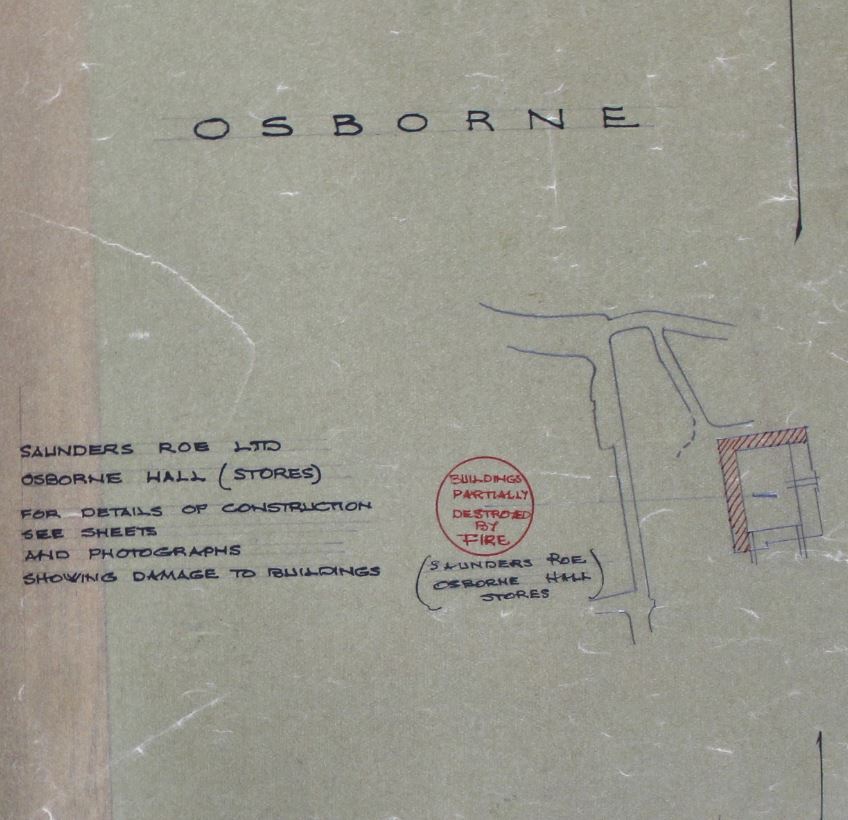 OSBORNE
SAUNDERS ROE LTD
OSBORNE HALL (STORES)
FOR DETAILS OF CONSTRUCTION
SEE SHEETS
AND PHOTOGRAPHS
SHOWING DAMAGE TO BUILDINGS
BUILDINGS
PARTIALLY
DESTROYED
BY
FIRE
(SAUNDERS ROE
OSBORNE HALL
STORES)